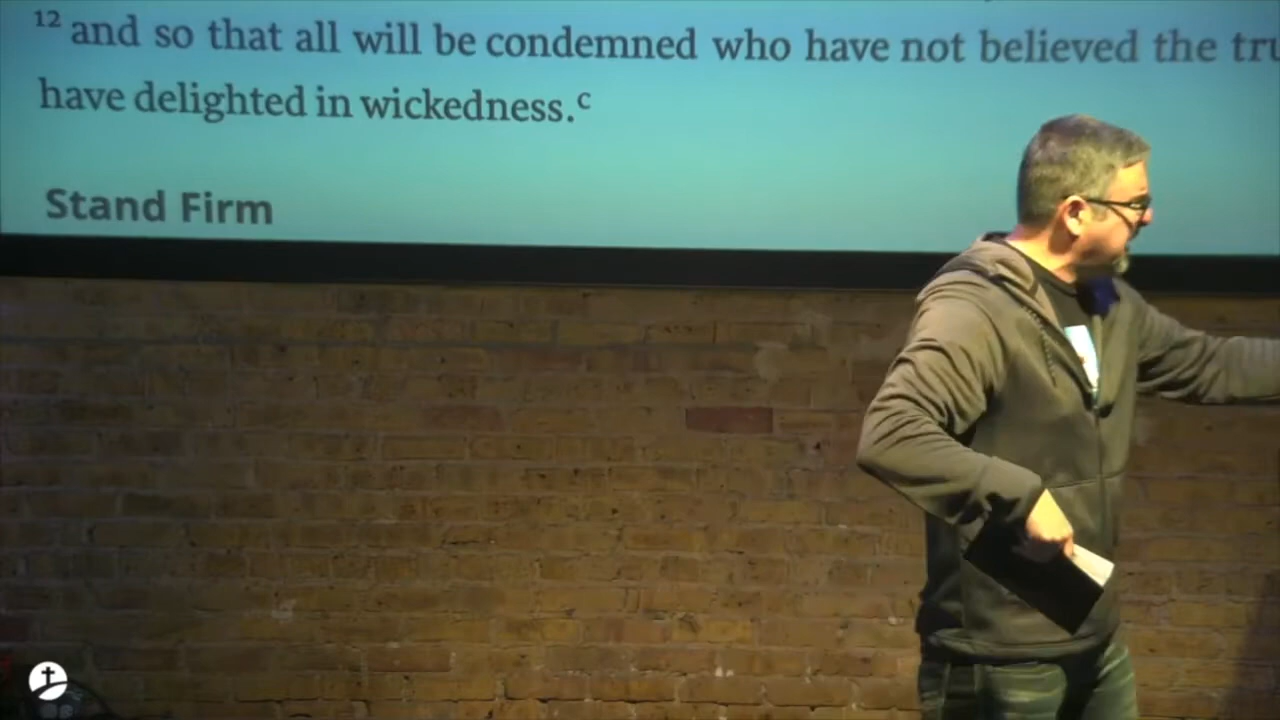 12 and so that all will be condemned who have not believed the
have delighted in wickedness.c
Stand Firm